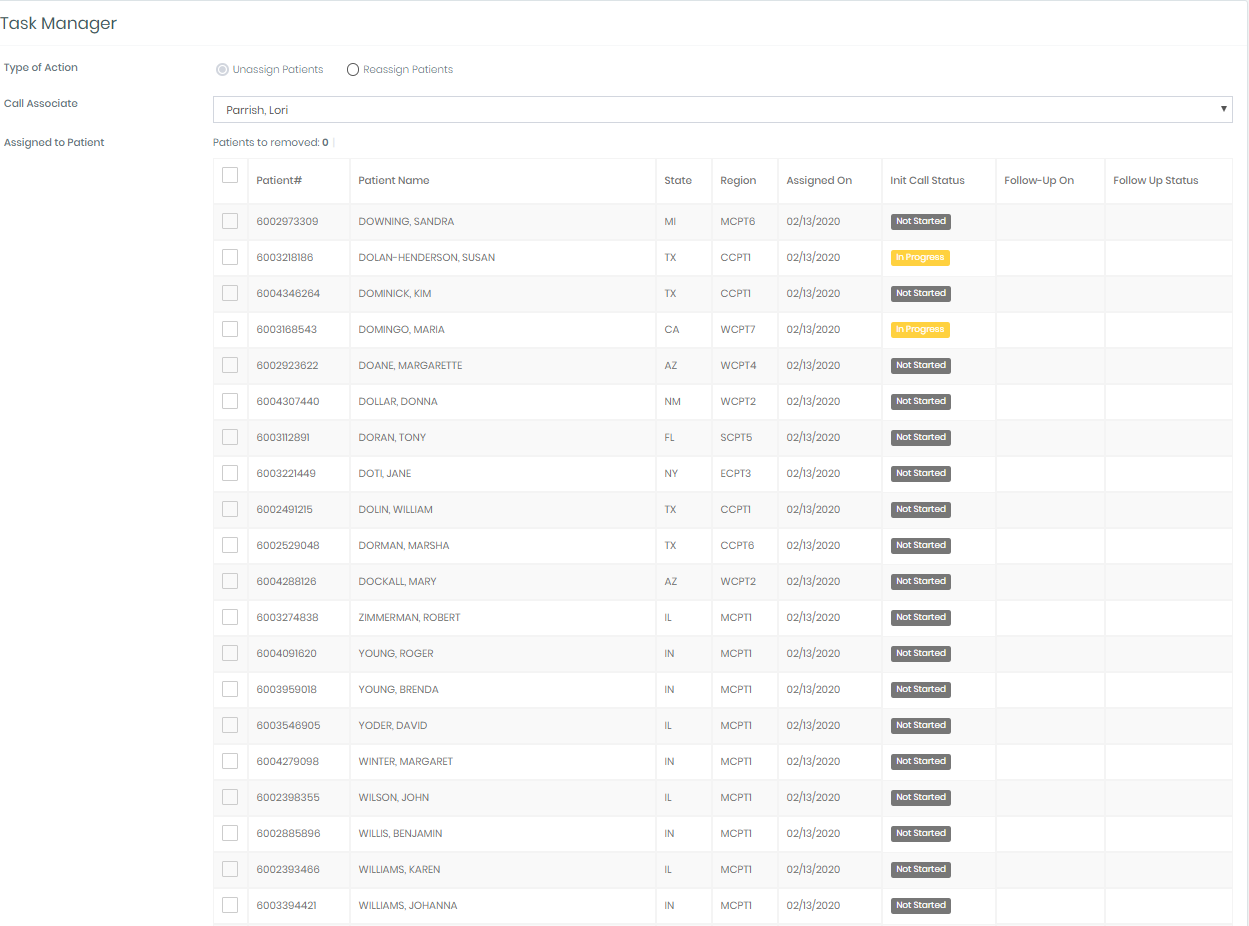 Task Manager
Type of Action Unassign Patients Reassign Patients
Call Associate Parrish, Lori
Assigned to Patient Patients to removed: 0
Patient# Patient Name State Region Assigned On Init Call Status Follow-Up On Follow Up Status
6002973309 DOWNING, SANDRA MI MCPT6 02/13/2020 Not Started
6003218186 DOLAN-HENDERSON, SUSAN TX CCPT1 02/13/2020 In Progress
6004346264 DOMINICK, KIM TX CCPT1 02/13/2020 Not Started
6003168543 DOMINGO, MARIA CA WCPT7 02/13/2020 In Progress
6002923622 DOANE, MARGARETTE AZ WCPT4 02/13/2020 Not Started
6004307440 DOLLAR, DONNA NM WCPT2 02/13/2020 Not Started
6003112891 DORAN, TONY FL SCPT5 02/13/2020 Not Started
6003221449 DOTI, JANE NY ECPT3 02/13/2020 Not Started
6002491215 DOLIN, WILLIAM TX CCPT1 02/13/2020 Not Started
6002529048 DORMAN, MARSHA TX CCPT6 02/13/2020 Not Started
6004288126 DOCKALL, MARY AZ WCPT2 02/13/2020 Not Started
6003274838 ZIMMERMAN, ROBERT IL MCPT1 02/13/2020 Not Started
6004091620 YOUNG, ROGER IN MCPT1 02/13/2020 Not Started
6003959018 YOUNG, BRENDA IN MCPT1 02/13/2020 Not Started
6003546905 YODER, DAVID IL MCPT1 02/13/2020 Not Started
6004279098 WINTER, MARGARET IN MCPT1 02/13/2020 Not Started
6002398355 WILSON, JOHN IL MCPT1 02/13/2020 Not Started
6002885896 WILLIS, BENJAMIN IN MCPT1 02/13/2020 Not Started
6002393466 WILLIAMS, KAREN IL MCPT1 02/13/2020 Not Started
6003394421 WILLIAMS, JOHANNA IN MCPT1 02/13/2020 Not Started